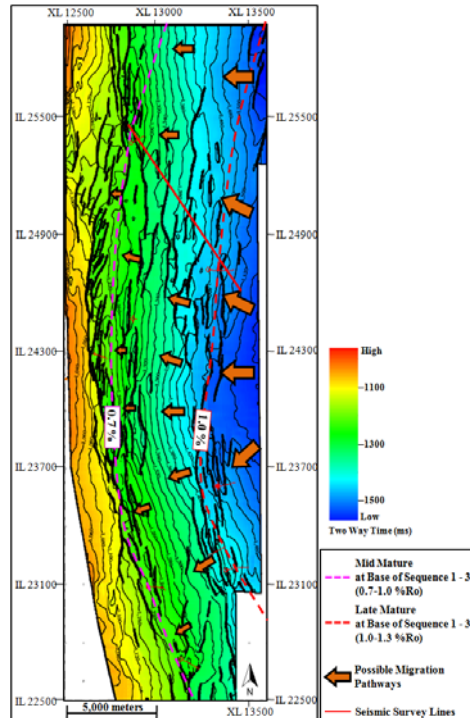 XL 12500 XL 13000 XL 13500
IL 25500 IL 25500
IL 24900 IL 24900
IL 24300 IL 24300
IL 23700 IL 23700
IL 23100 IL 23100
IL 22500 IL 22500
0.7 %
1.0 %
High
-1100
-1300
-1500
Low
Two Way Time (ms)
Mid Mature
at Base of Sequence 1 - 3
(0.7-1.0 %Ro)
Late Mature
at Base of Sequence 1 - 3
(1.0-1.3 %Ro)
Possible Migration
Pathways
Seismic Survey Lines
N
5,000 meters
XL 13500